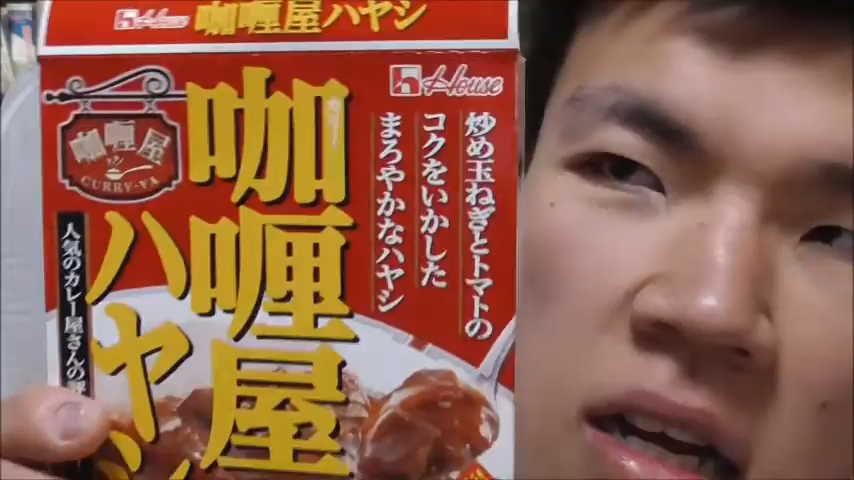 House 咖喱屋ハヤシ
House
咖喱屋
CURRY-YA
咖喱屋
ハヤシ
炒め玉ねぎとトマトの
コクをいかした
まろやかなハヤシ
人気のカレー屋さんの